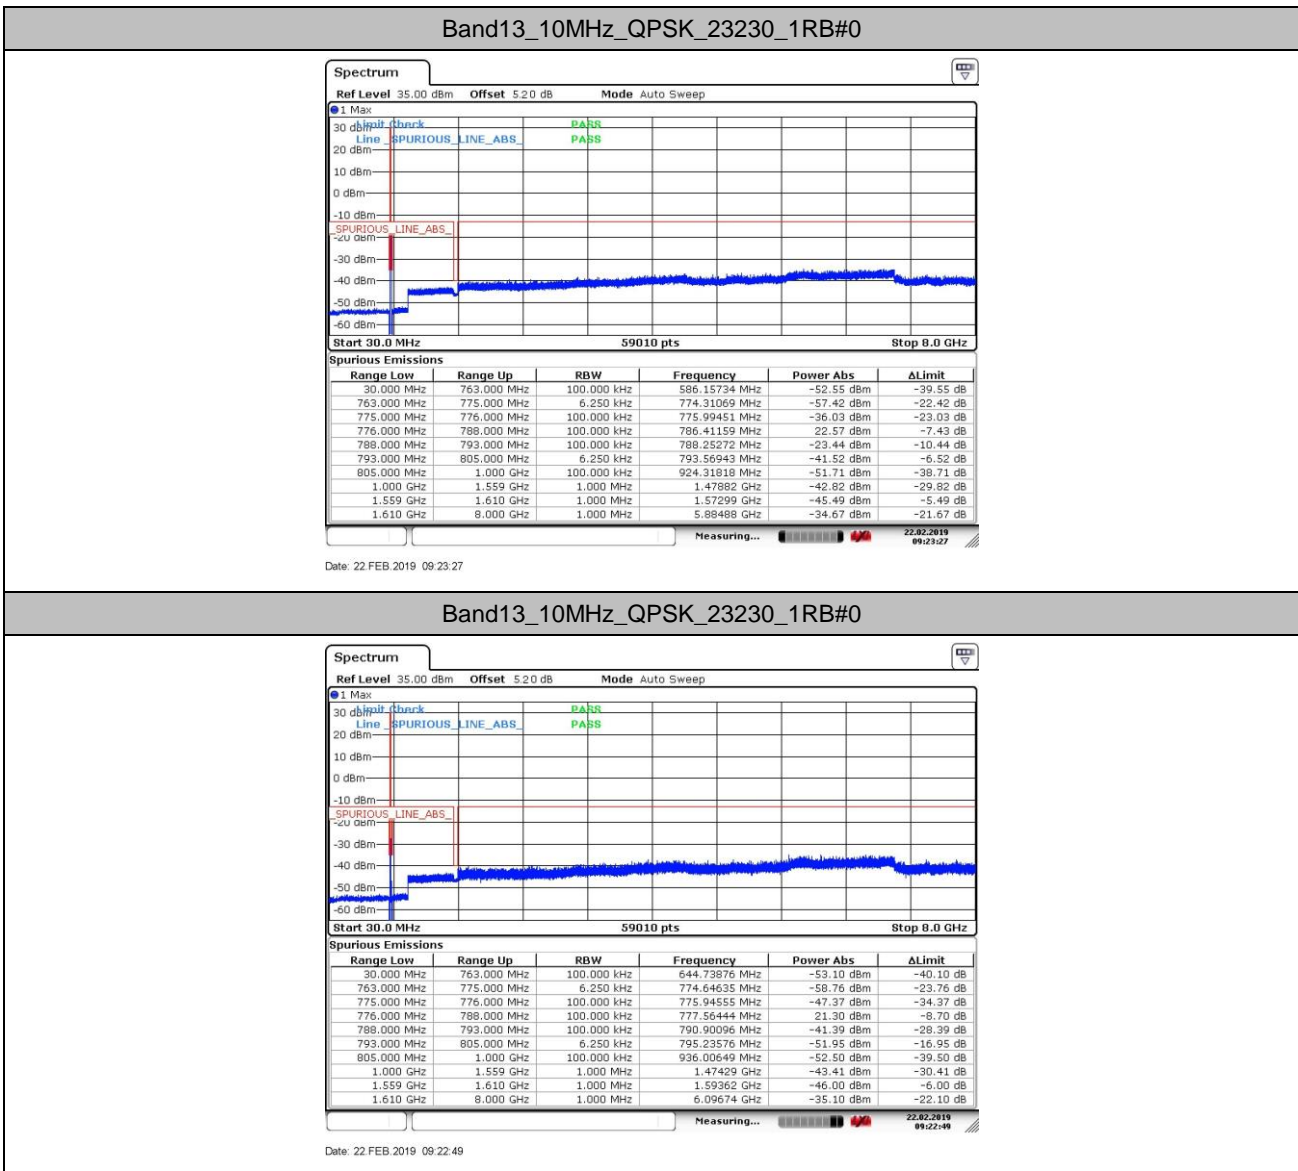 Band13_10MHz_QPSK_23230_1RB#0
Spectrum
Ref Level 35.00 dBm Offset 5.20 dB Mode Auto Sweep
1 Max
30 dBm Limit Check PASS
Line _SPURIOUS_LINE_ABS_ PASS
20 dBm
10 dBm
0 dBm
-10 dBm
_SPURIOUS_LINE_ABS_
-20 dBm
-30 dBm
-40 dBm
-50 dBm
-60 dBm
Start 30.0 MHz 59010 pts Stop 8.0 GHz
Spurious Emissions
Range Low Range Up RBW Frequency Power Abs ΔLimit
30.000 MHz 763.000 MHz 100.000 kHz 586.15734 MHz -52.55 dBm -39.55 dB
763.000 MHz 775.000 MHz 6.250 kHz 774.31069 MHz -57.42 dBm -22.42 dB
775.000 MHz 776.000 MHz 100.000 kHz 775.99451 MHz -36.03 dBm -23.03 dB
776.000 MHz 788.000 MHz 100.000 kHz 786.41159 MHz 22.57 dBm -7.43 dB
788.000 MHz 793.000 MHz 100.000 kHz 788.25272 MHz -23.44 dBm -10.44 dB
793.000 MHz 805.000 MHz 6.250 kHz 793.56943 MHz -41.52 dBm -6.52 dB
805.000 MHz 1.000 GHz 100.000 kHz 924.31818 MHz -51.71 dBm -38.71 dB
1.000 GHz 1.559 GHz 1.000 MHz 1.47882 GHz -42.82 dBm -29.82 dB
1.559 GHz 1.610 GHz 1.000 MHz 1.57299 GHz -45.49 dBm -5.49 dB
1.610 GHz 8.000 GHz 1.000 MHz 5.88488 GHz -34.67 dBm -21.67 dB
Measuring... 22.02.2019
09:23:27
Date: 22.FEB.2019 09:23:27
Band13_10MHz_QPSK_23230_1RB#0
Spectrum
Ref Level 35.00 dBm Offset 5.20 dB Mode Auto Sweep
1 Max
30 dBm Limit Check PASS
Line _SPURIOUS_LINE_ABS_ PASS
20 dBm
10 dBm
0 dBm
-10 dBm
_SPURIOUS_LINE_ABS_
-20 dBm
-30 dBm
-40 dBm
-50 dBm
-60 dBm
Start 30.0 MHz 59010 pts Stop 8.0 GHz
Spurious Emissions
Range Low Range Up RBW Frequency Power Abs ΔLimit
30.000 MHz 763.000 MHz 100.000 kHz 644.73876 MHz -53.10 dBm -40.10 dB
763.000 MHz 775.000 MHz 6.250 kHz 774.64635 MHz -58.76 dBm -23.76 dB
775.000 MHz 776.000 MHz 100.000 kHz 775.94555 MHz -47.37 dBm -34.37 dB
776.000 MHz 788.000 MHz 100.000 kHz 777.56444 MHz 21.30 dBm -8.70 dB
788.000 MHz 793.000 MHz 100.000 kHz 790.90096 MHz -41.39 dBm -28.39 dB
793.000 MHz 805.000 MHz 6.250 kHz 795.23576 MHz -51.95 dBm -16.95 dB
805.000 MHz 1.000 GHz 100.000 kHz 936.00649 MHz -52.50 dBm -39.50 dB
1.000 GHz 1.559 GHz 1.000 MHz 1.47429 GHz -43.41 dBm -30.41 dB
1.559 GHz 1.610 GHz 1.000 MHz 1.59362 GHz -46.00 dBm -6.00 dB
1.610 GHz 8.000 GHz 1.000 MHz 6.09674 GHz -35.10 dBm -22.10 dB
Measuring... 22.02.2019
09:22:49
Date: 22.FEB.2019 09:22:49